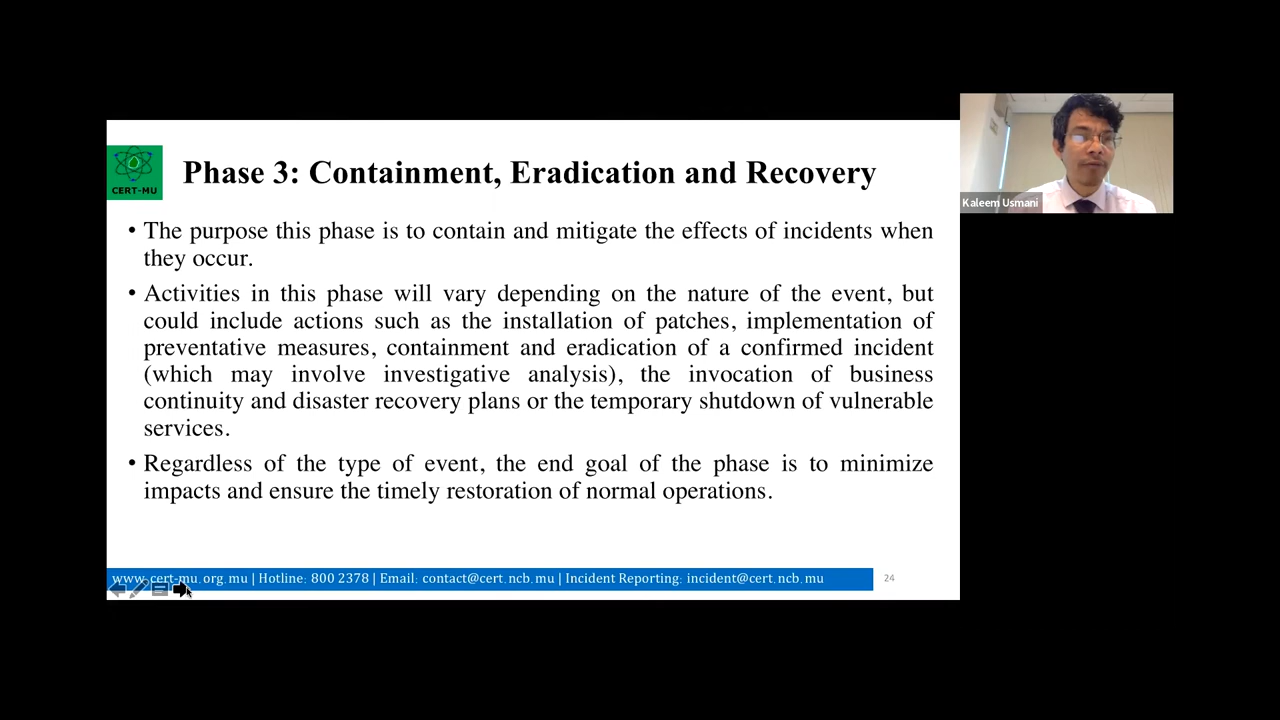 CERT-MU
Phase 3: Containment, Eradication and Recovery
• The purpose this phase is to contain and mitigate the effects of incidents when
they occur.
• Activities in this phase will vary depending on the nature of the event, but
could include actions such as the installation of patches, implementation of
preventative measures, containment and eradication of a confirmed incident
(which may involve investigative analysis), the invocation of business
continuity and disaster recovery plans or the temporary shutdown of vulnerable
services.
• Regardless of the type of event, the end goal of the phase is to minimize
impacts and ensure the timely restoration of normal operations.
www.cert-mu.org.mu | Hotline: 800 2378 | Email: contact@cert.ncb.mu | Incident Reporting: incident@cert.ncb.mu
24
Kaleem Usmani